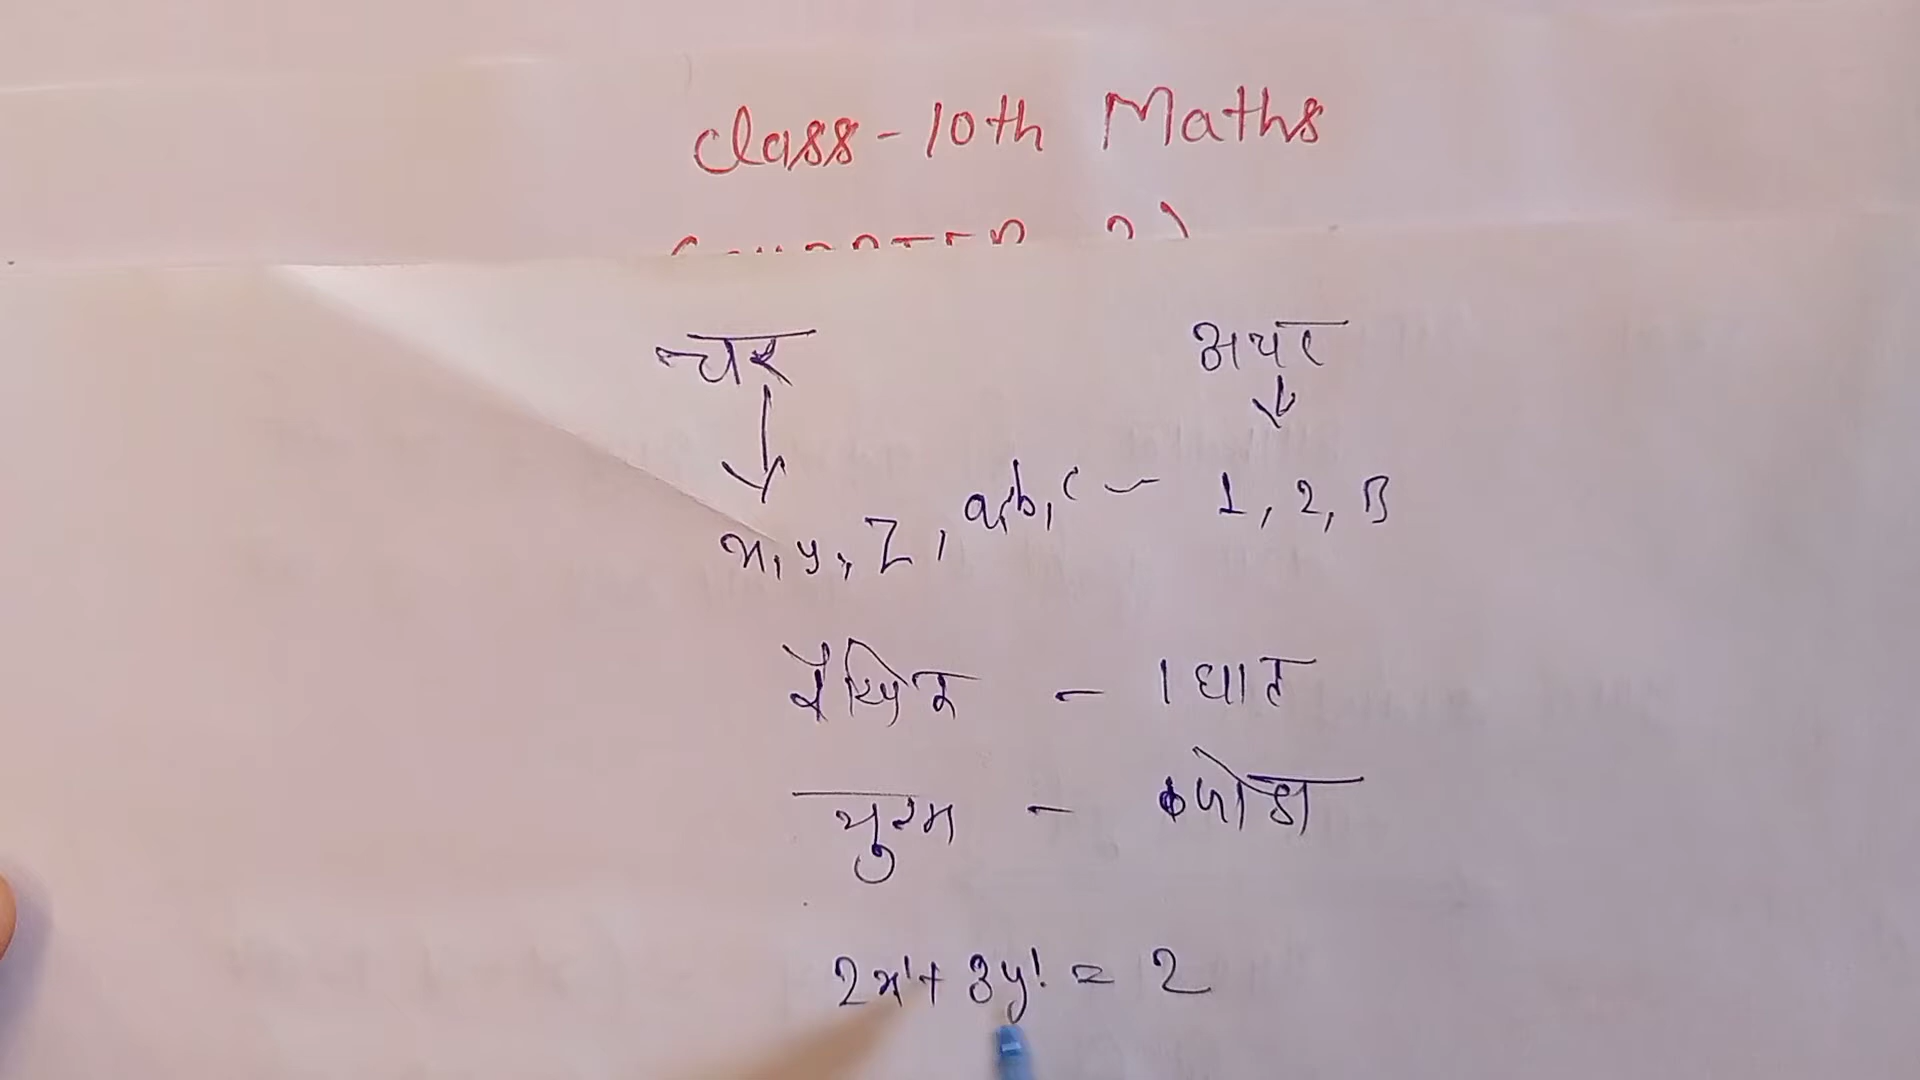 Class-10th Maths
चर अचर
x, y, Z, a, b, c — 1, 2, 3
रैखिक - 1 घात
युग्म - जोडा
2x¹ + 3y¹ = 2